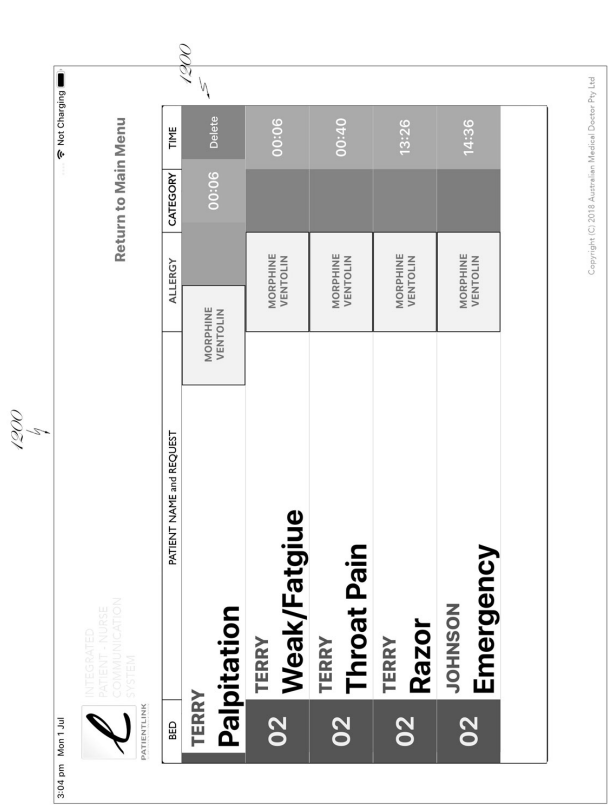 1200
3:04 pm Mon 1 Jul
Not Charging
PATIENTLINK
INTEGRATED
PATIENT - NURSE
COMMUNICATION
SYSTEM
Return to Main Menu
1200
BED PATIENT NAME and REQUEST ALLERGY CATEGORY TIME
TERRY
Palpitation
MORPHINE
VENTOLIN
00:06
Delete
02
TERRY
Weak/Fatgiue
MORPHINE
VENTOLIN
00:06
02
TERRY
Throat Pain
MORPHINE
VENTOLIN
00:40
02
TERRY
Razor
MORPHINE
VENTOLIN
13:26
02
JOHNSON
Emergency
MORPHINE
VENTOLIN
14:36
Copyright (C) 2018 Australian Medical Doctor Pty Ltd